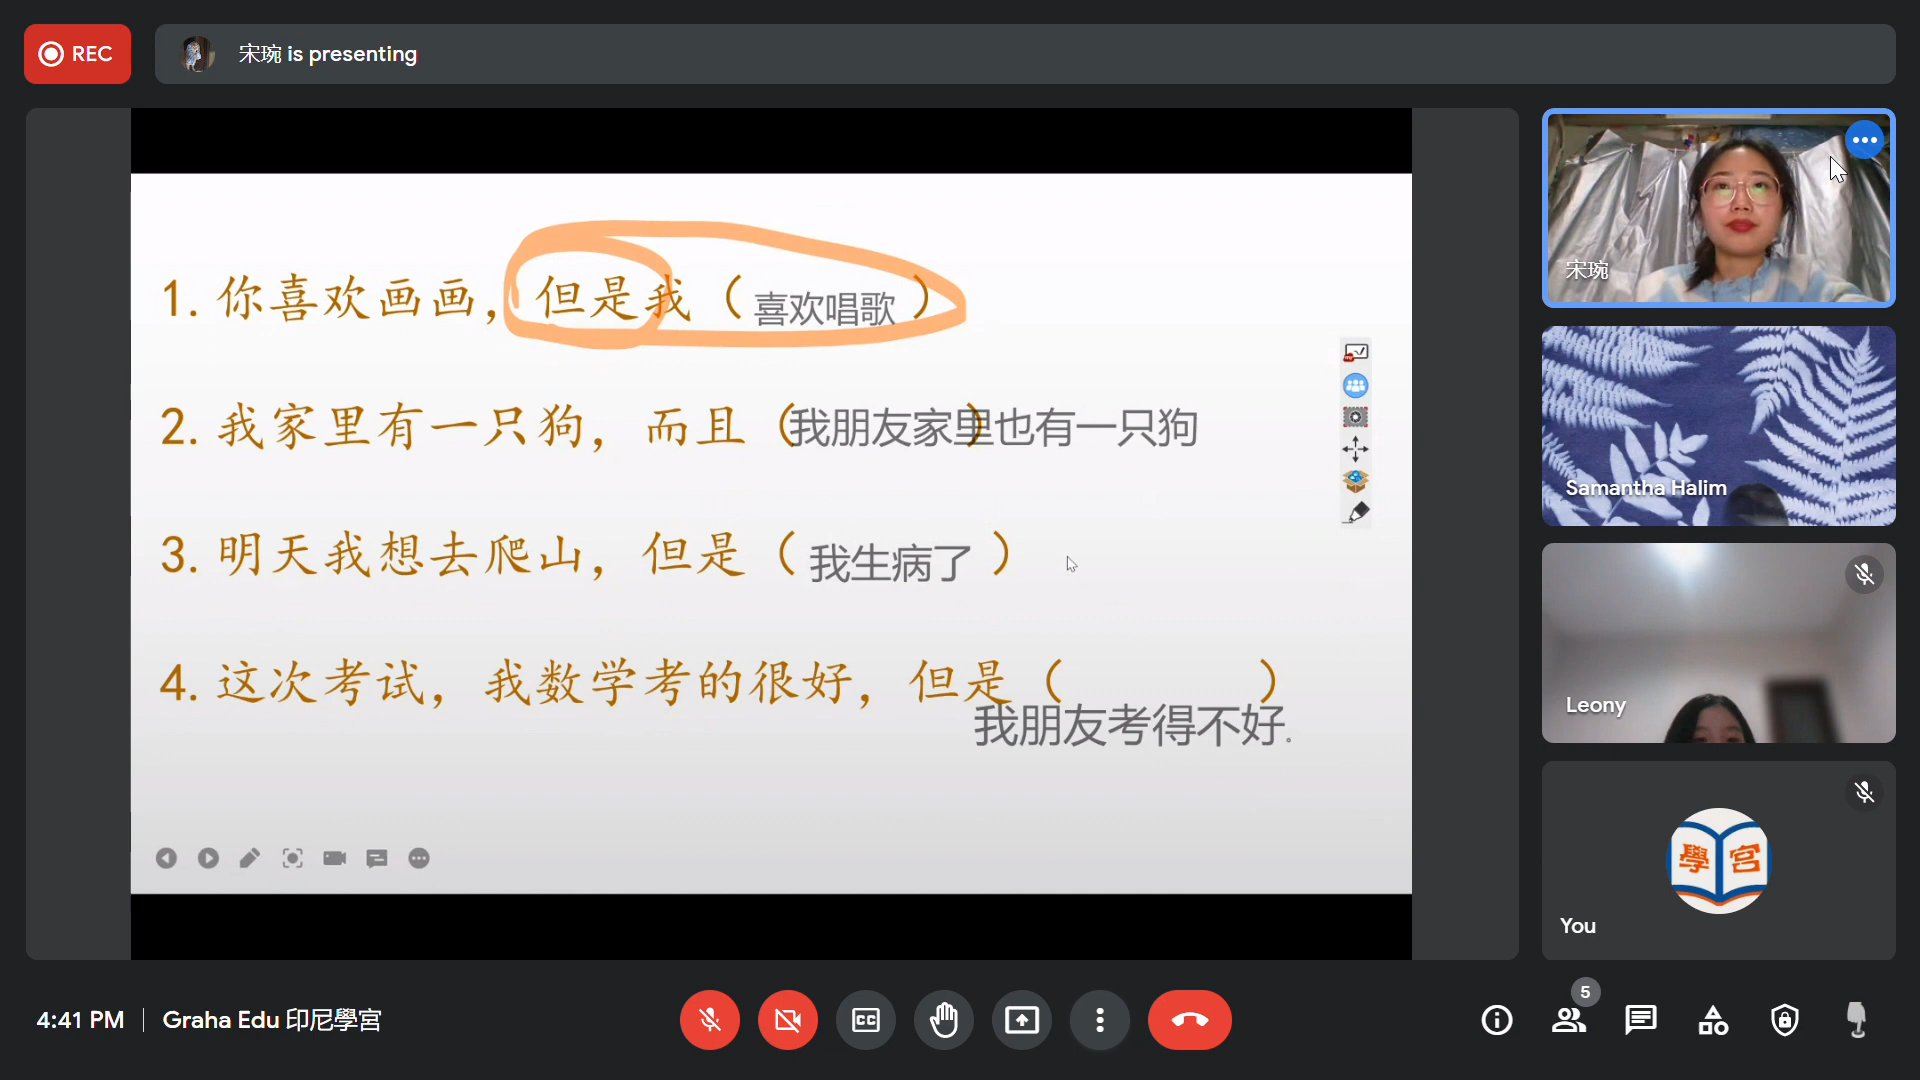 REC
宋琬 is presenting
1. 你喜欢画画，但是我（喜欢唱歌）
2. 我家里有一只狗，而且（我朋友家里也有一只狗）
3. 明天我想去爬山，但是（我生病了）
4. 这次考试，我数学考的很好，但是（ ）
我朋友考得不好。
宋琬
Samantha Halim
Leony
學宮
You
4:41 PM
Graha Edu 印尼學宮
CC
5